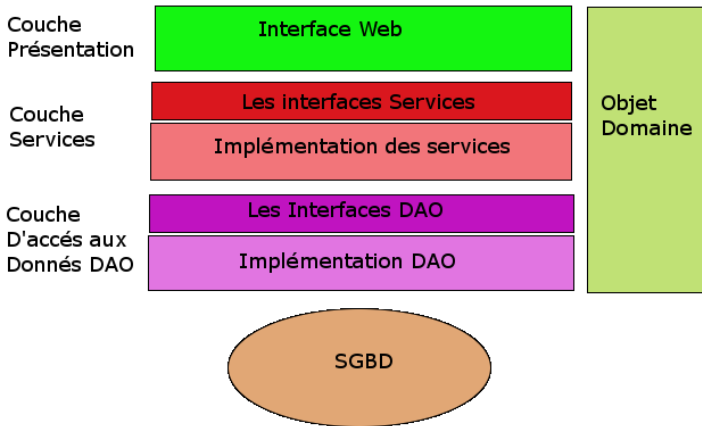 Couche
Présentation
Interface Web
Les interfaces Services
Couche
Services
Implémentation des services
Objet
Domaine
Les Interfaces DAO
Couche
D'accés aux
Donnés DAO
Implémentation DAO
SGBD